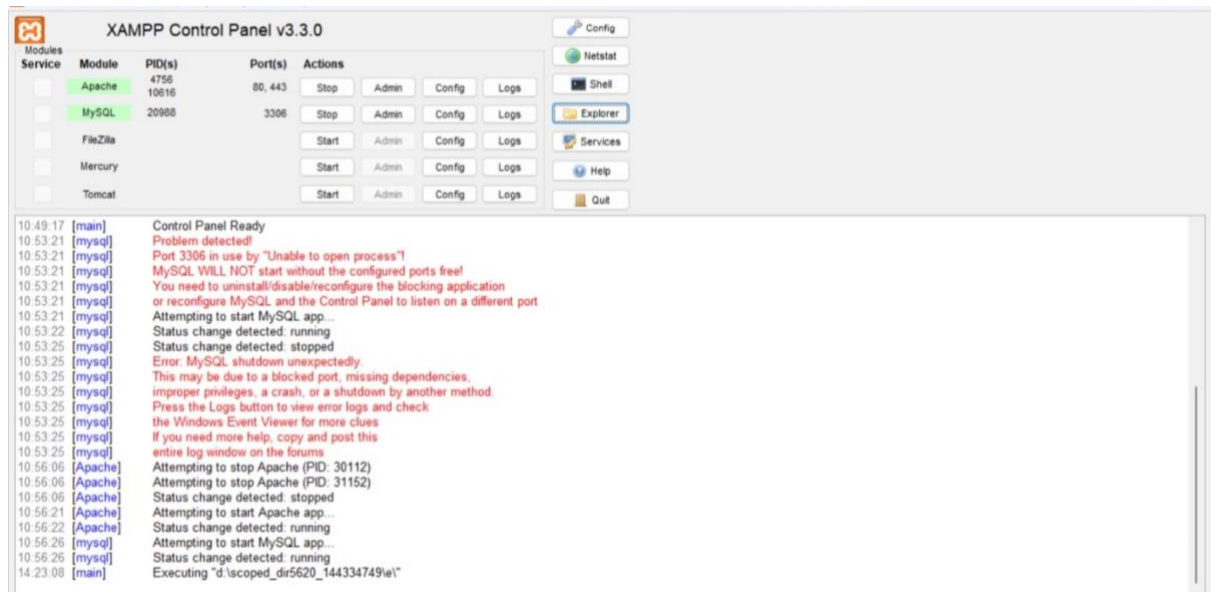 XAMPP Control Panel v3.3.0
Modules
Service Module PID(s) Port(s) Actions
Apache 4756 10616 80, 443 Stop Admin Config Logs
MySQL 20988 3306 Stop Admin Config Logs
FileZilla Start Admin Config Logs
Mercury Start Admin Config Logs
Tomcat Start Admin Config Logs
Config
Netstat
Shell
Explorer
Services
Help
Quit
10:49:17 [main] Control Panel Ready
10:53:21 [mysql] Problem detected!
10:53:21 [mysql] Port 3306 in use by "Unable to open process"!
10:53:21 [mysql] MySQL WILL NOT start without the configured ports free!
10:53:21 [mysql] You need to uninstall/disable/reconfigure the blocking application
10:53:21 [mysql] or reconfigure MySQL and the Control Panel to listen on a different port
10:53:21 [mysql] Attempting to start MySQL app...
10:53:22 [mysql] Status change detected: running
10:53:25 [mysql] Status change detected: stopped
10:53:25 [mysql] Error: MySQL shutdown unexpectedly.
10:53:25 [mysql] This may be due to a blocked port, missing dependencies,
10:53:25 [mysql] improper privileges, a crash, or a shutdown by another method.
10:53:25 [mysql] Press the Logs button to view error logs and check
10:53:25 [mysql] the Windows Event Viewer for more clues
10:53:25 [mysql] If you need more help, copy and post this
10:53:25 [mysql] entire log window on the forums
10:56:06 [Apache] Attempting to stop Apache (PID: 30112)
10:56:06 [Apache] Attempting to stop Apache (PID: 31152)
10:56:06 [Apache] Status change detected: stopped
10:56:21 [Apache] Attempting to start Apache app...
10:56:22 [Apache] Status change detected: running
10:56:26 [mysql] Attempting to start MySQL app...
10:56:26 [mysql] Status change detected: running
14:23:08 [main] Executing "d:\scoped_dir5620_144334749\e\"